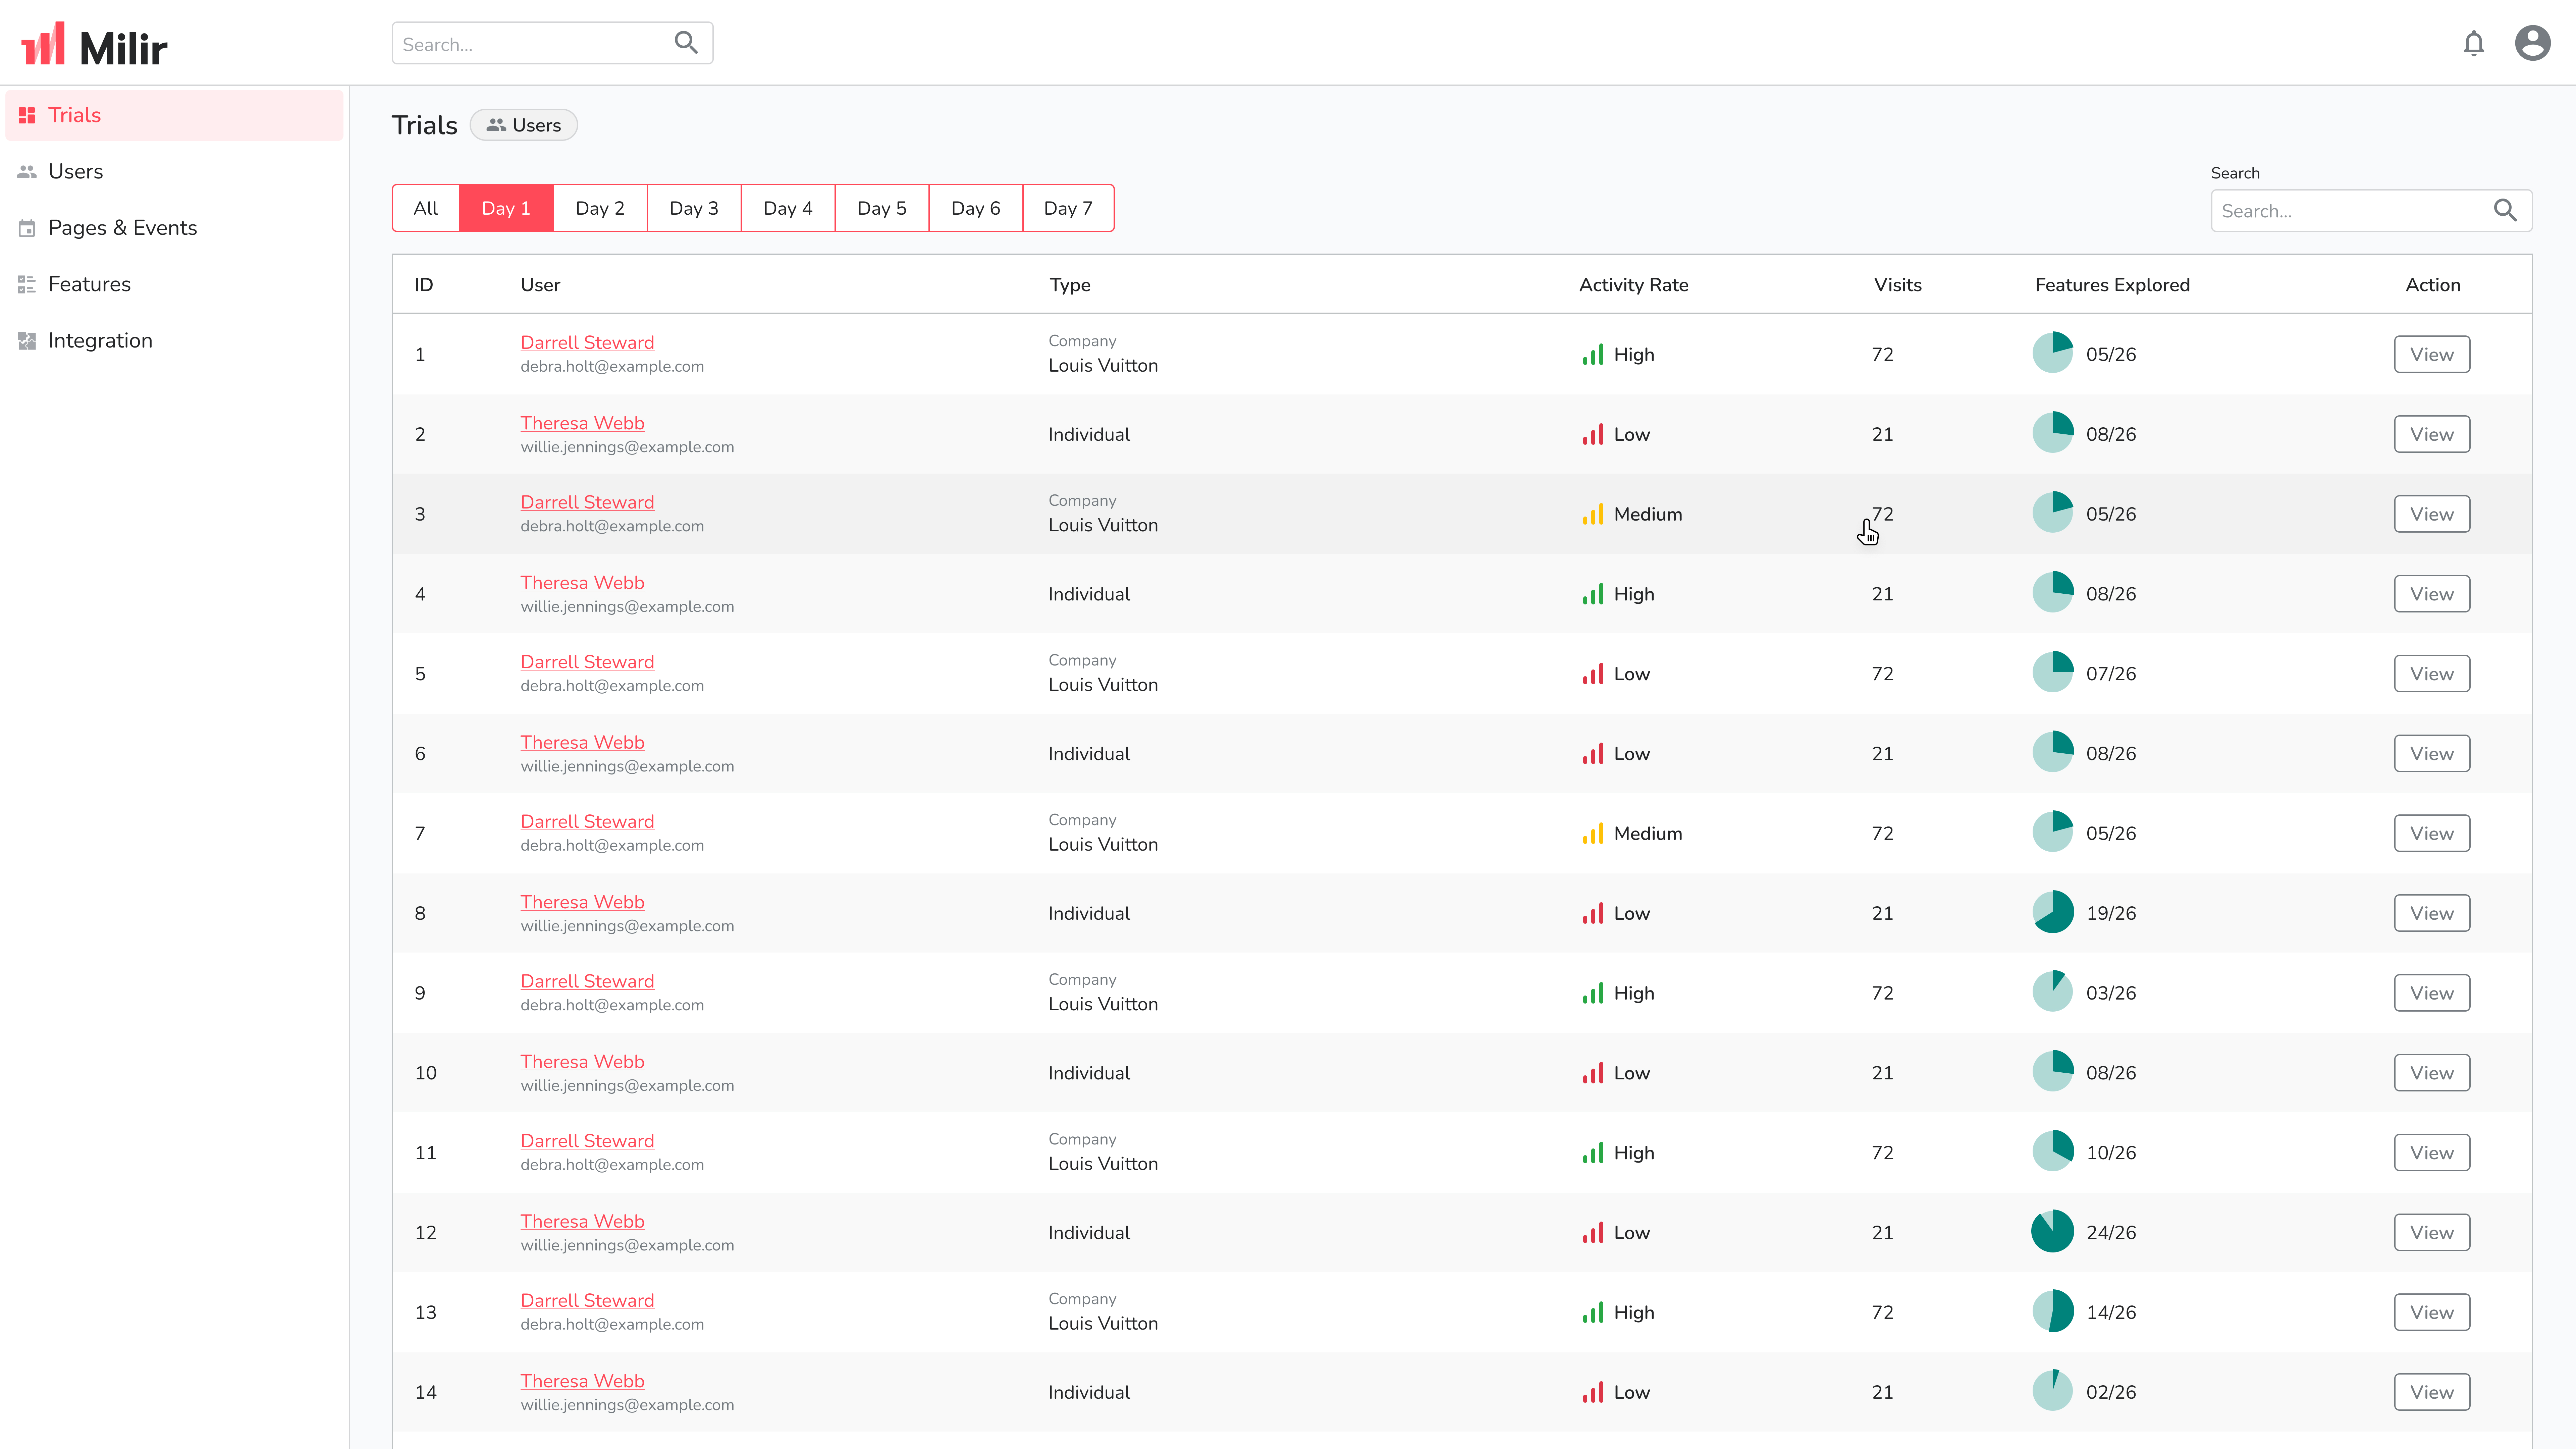 Milir
Search...
Trials
Users
Pages & Events
Features
Integration
Trials Users
All Day 1 Day 2 Day 3 Day 4 Day 5 Day 6 Day 7
Search
Search...
ID User Type Activity Rate Visits Features Explored Action
1 Darrell Steward debra.holt@example.com Company Louis Vuitton High 72 05/26 View
2 Theresa Webb willie.jennings@example.com Individual Low 21 08/26 View
3 Darrell Steward debra.holt@example.com Company Louis Vuitton Medium 72 05/26 View
4 Theresa Webb willie.jennings@example.com Individual High 21 08/26 View
5 Darrell Steward debra.holt@example.com Company Louis Vuitton Low 72 07/26 View
6 Theresa Webb willie.jennings@example.com Individual Low 21 08/26 View
7 Darrell Steward debra.holt@example.com Company Louis Vuitton Medium 72 05/26 View
8 Theresa Webb willie.jennings@example.com Individual Low 21 19/26 View
9 Darrell Steward debra.holt@example.com Company Louis Vuitton High 72 03/26 View
10 Theresa Webb willie.jennings@example.com Individual Low 21 08/26 View
11 Darrell Steward debra.holt@example.com Company Louis Vuitton High 72 10/26 View
12 Theresa Webb willie.jennings@example.com Individual Low 21 24/26 View
13 Darrell Steward debra.holt@example.com Company Louis Vuitton High 72 14/26 View
14 Theresa Webb willie.jennings@example.com Individual Low 21 02/26 View